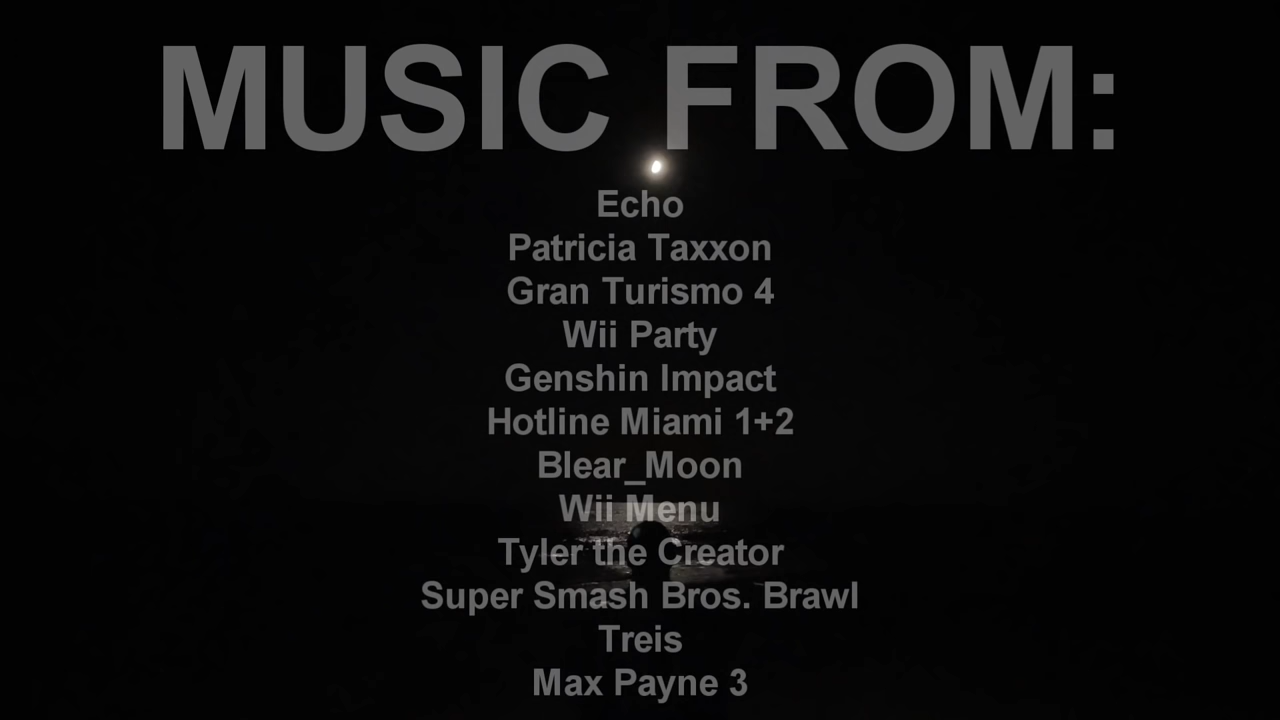 MUSIC FROM:
Echo
Patricia Taxxon
Gran Turismo 4
Wii Party
Genshin Impact
Hotline Miami 1+2
Blear_Moon
Wii Menu
Tyler the Creator
Super Smash Bros. Brawl
Treis
Max Payne 3